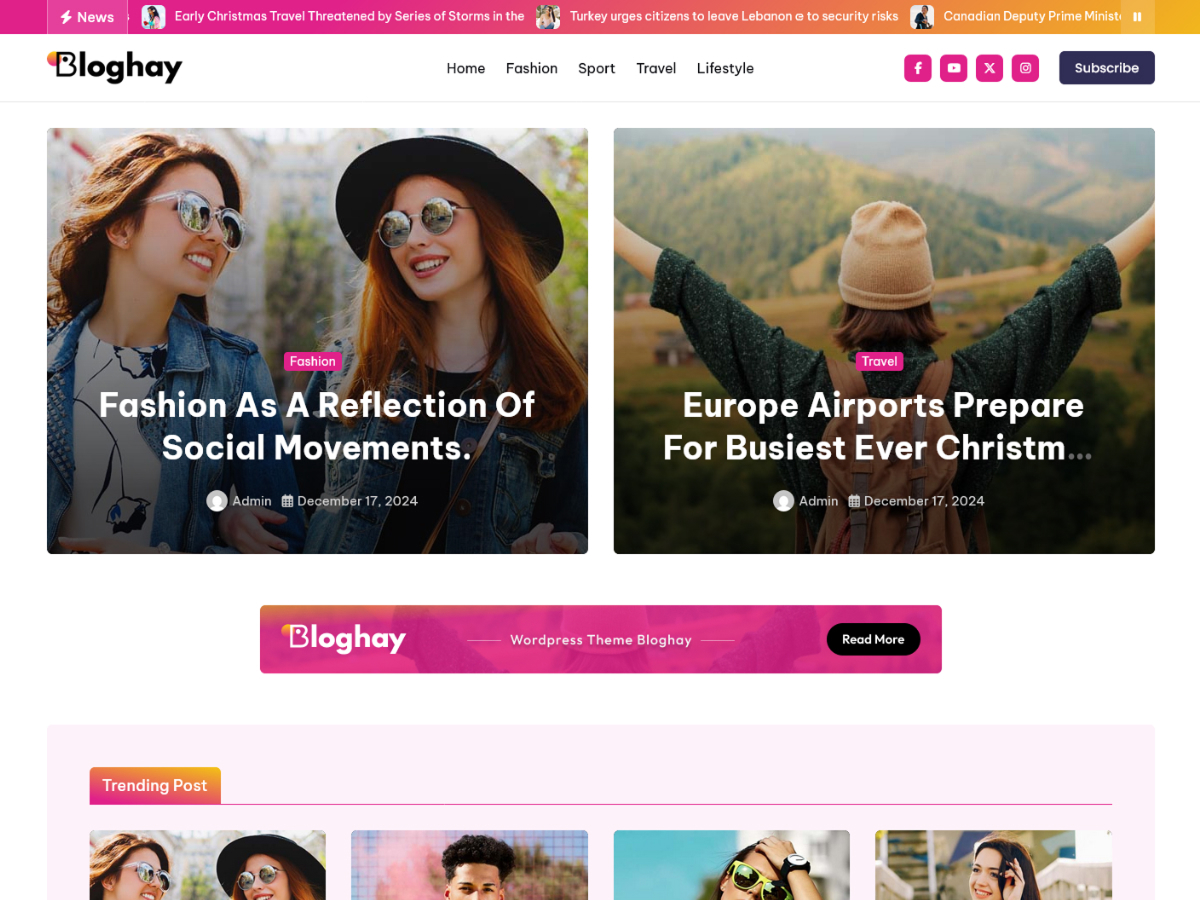 News
Early Christmas Travel Threatened by Series of Storms in the
Turkey urges citizens to leave Lebanon α to security risks
Canadian Deputy Prime
Bloghay
Home
Fashion
Sport
Travel
Lifestyle
Subscribe
Fashion
Fashion As A Reflection Of
Social Movements.
Admin
December 17, 2024
Travel
Europe Airports Prepare
For Busiest Ever Christm...
Admin
December 17, 2024
Bloghay
Wordpress Theme Bloghay
Read More
Trending Post